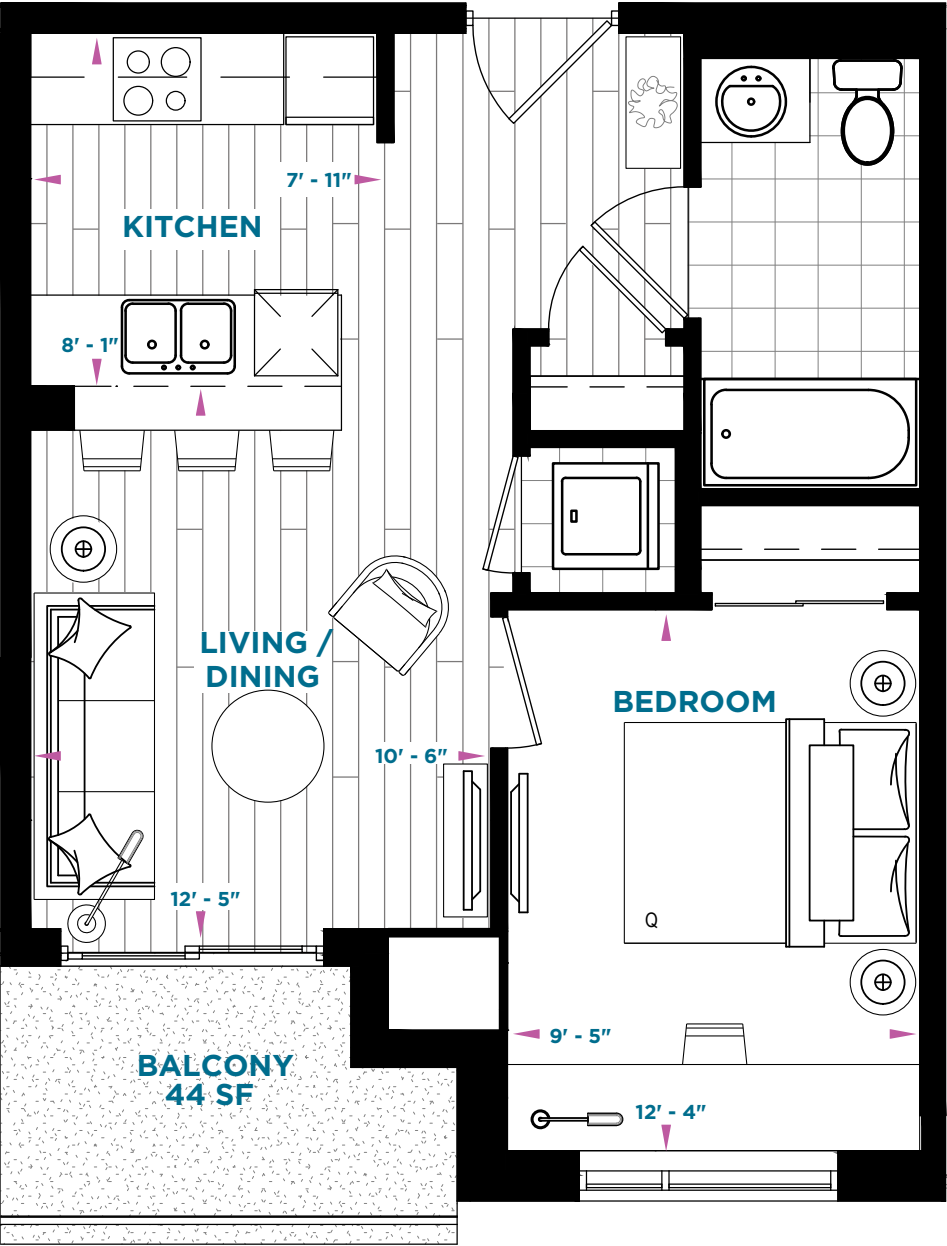 7' - 11"
KITCHEN
8' - 1"
LIVING /
DINING
BEDROOM
10' - 6"
12' - 5"
Q
9' - 5"
BALCONY
44 SF
12' - 4"